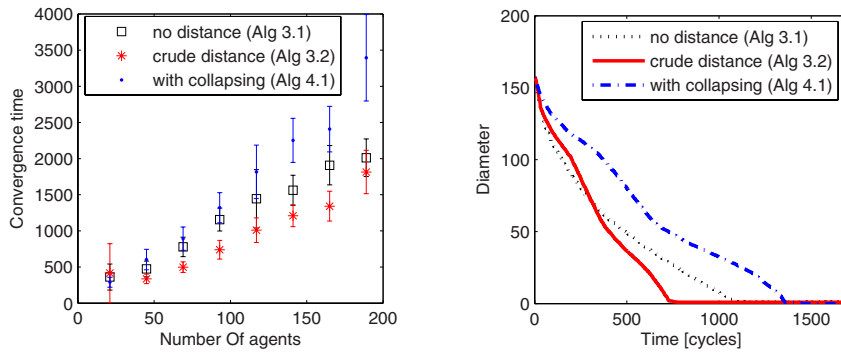 4000
3500
3000
2500
2000
1500
1000
500
0
Convergence time
no distance (Alg 3.1)
crude distance (Alg 3.2)
with collapsing (Alg 4.1)
0 50 100 150 200
Number Of agents
200
150
100
50
0
Diameter
no distance (Alg 3.1)
crude distance (Alg 3.2)
with collapsing (Alg 4.1)
0 500 1000 1500
Time [cycles]